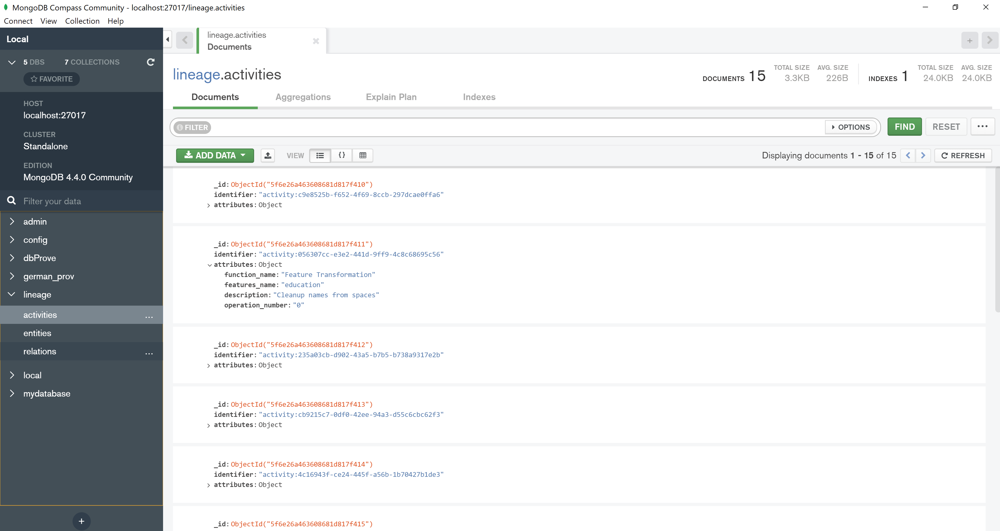 MongoDB Compass Community - localhost:27017/lineage.activities
Connect View Collection Help
Local
5 DBS 7 COLLECTIONS
FAVORITE
HOST
localhost:27017
CLUSTER
Standalone
EDITION
MongoDB 4.4.0 Community
Filter your data
admin
config
dbProve
german_prov
lineage
activities ...
entities
relations ...
local
mydatabase
+
lineage.activities
Documents
+
lineage.activities
DOCUMENTS 15
TOTAL SIZE
3.3KB
AVG. SIZE
226B
INDEXES 1
TOTAL SIZE
24.0KB
AVG. SIZE
24.0KB
Documents Aggregations Explain Plan Indexes
FILTER OPTIONS FIND RESET ...
ADD DATA VIEW {} Displaying documents 1 - 15 of 15 REFRESH
_id: ObjectId("5f6e26a463608681d817f410")
identifier: "activity:c9e8525b-f652-4f69-8ccb-297dcae0ffa6"
attributes: Object
_id: ObjectId("5f6e26a463608681d817f411")
identifier: "activity:056307cc-e3e2-441d-9ff9-4c8c68695c56"
attributes: Object
function_name: "Feature Transformation"
features_name: "education"
description: "Cleanup names from spaces"
operation_number: "0"
_id: ObjectId("5f6e26a463608681d817f412")
identifier: "activity:235a03cb-d902-43a5-b7b5-b738a9317e2b"
attributes: Object
_id: ObjectId("5f6e26a463608681d817f413")
identifier: "activity:cb9215c7-0df0-42ee-94a3-d55c6cbc62f3"
attributes: Object
_id: ObjectId("5f6e26a463608681d817f414")
identifier: "activity:4c16943f-ce24-445f-a56b-1b70427b1de3"
attributes: Object
_id: ObjectId("5f6e26a463608681d817f415")